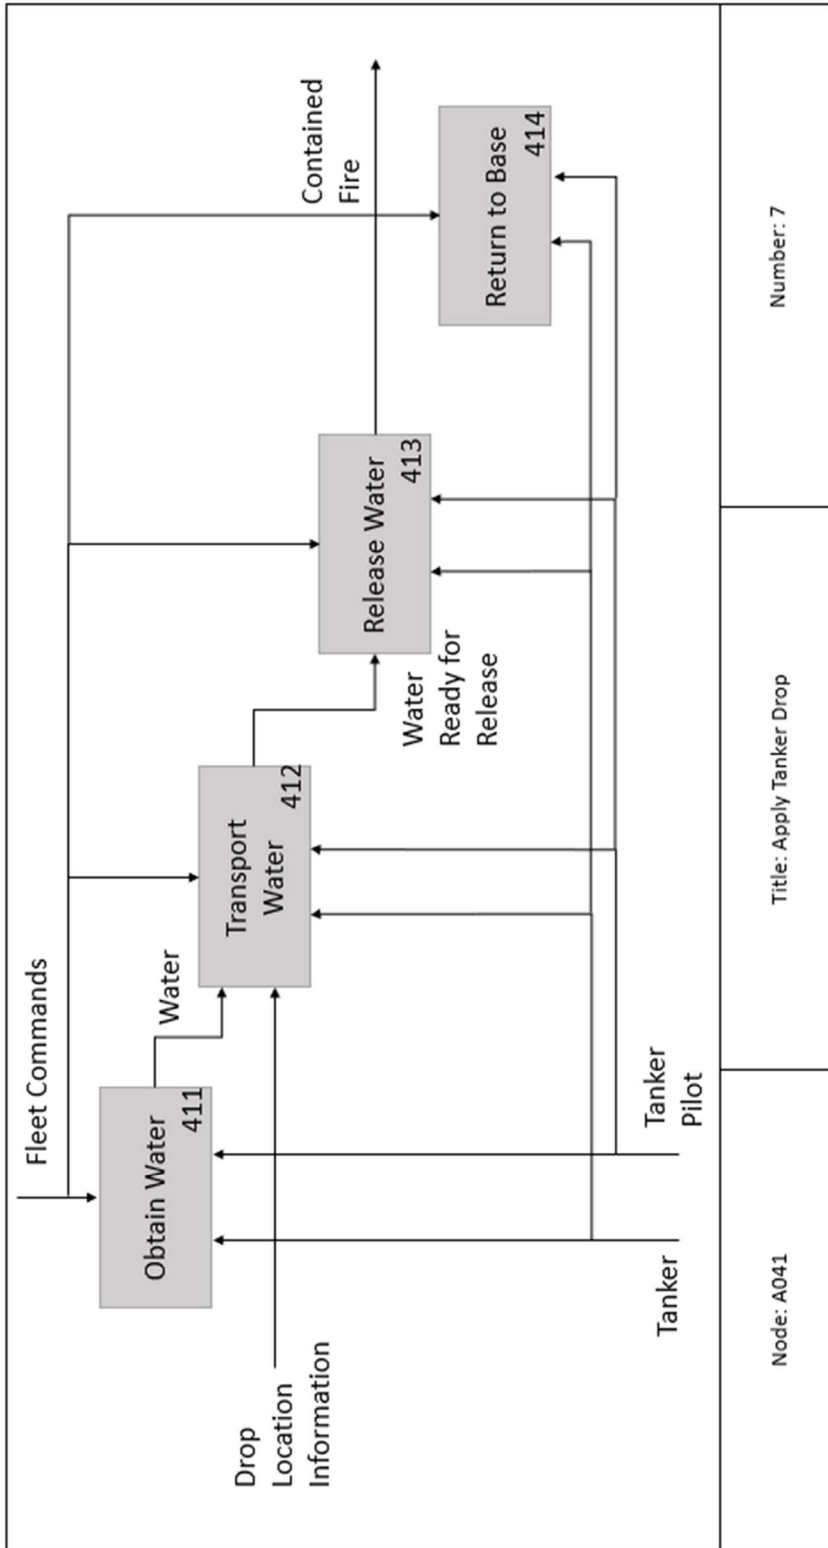 Fleet Commands
Obtain Water
411
Water
Drop
Location
Information
Transport
Water
412
Water
Ready for
Release
Release Water
413
Contained
Fire
Return to Base
414
Tanker
Tanker
Pilot
Node: A041
Title: Apply Tanker Drop
Number: 7